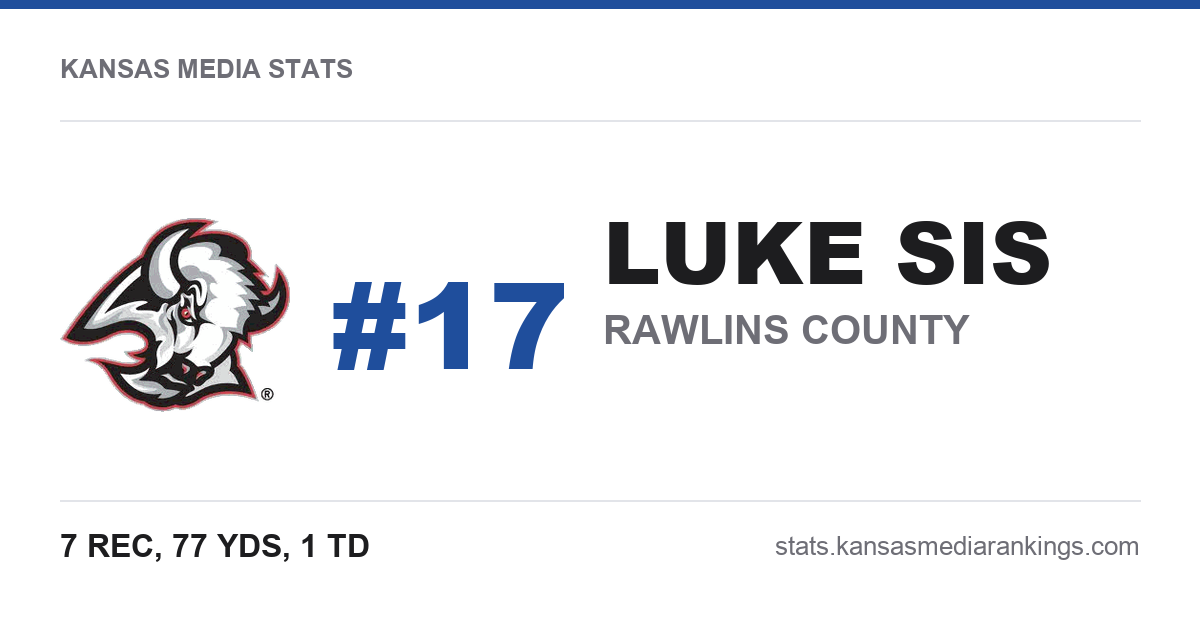 KANSAS MEDIA STATS
#17
LUKE SIS
RAWLINS COUNTY
®
7 REC, 77 YDS, 1 TD
stats.kansasmediarankings.com